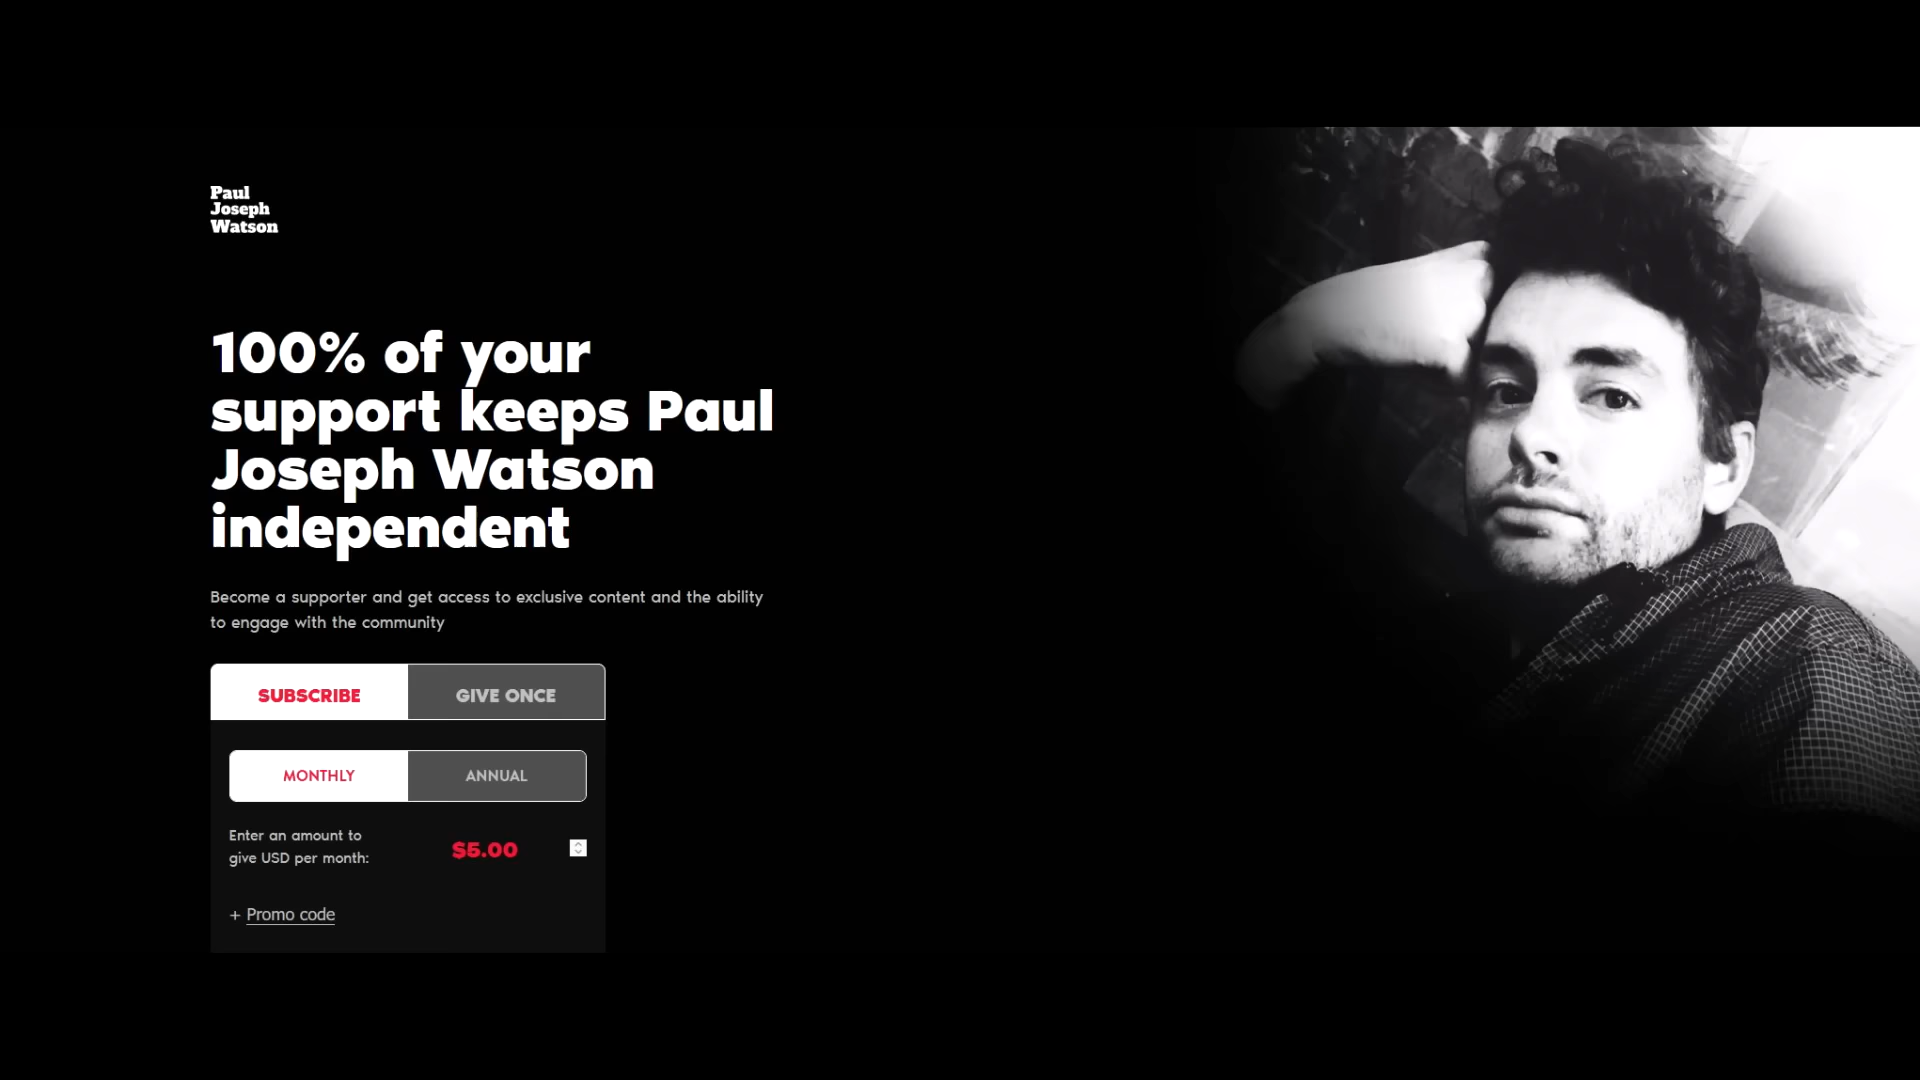 Paul
Joseph
Watson
100% of your
support keeps Paul
Joseph Watson
independent
Become a supporter and get access to exclusive content and the ability
to engage with the community
SUBSCRIBE
GIVE ONCE
MONTHLY
ANNUAL
Enter an amount to
give USD per month:
$5.00
+ Promo code